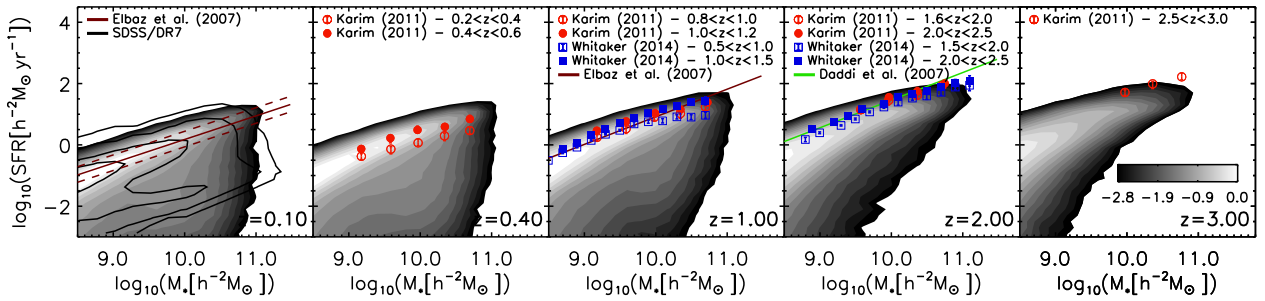 Elbaz et al. (2007)
SDSS/DR7
Karim (2011) - 0.2<z<0.4
Karim (2011) - 0.4<z<0.6
Karim (2011) - 0.8<z<1.0
Karim (2011) - 1.0<z<1.2
Whitaker (2014) - 0.5<z<1.0
Whitaker (2014) - 1.0<z<1.5
Elbaz et al. (2007)
Karim (2011) - 1.6<z<2.0
Karim (2011) - 2.0<z<2.5
Whitaker (2014) - 1.5<z<2.0
Whitaker (2014) - 2.0<z<2.5
Daddi et al. (2007)
Karim (2011) - 2.5<z<3.0
log₁₀(SFR[h⁻²M⊙ yr⁻¹])
4
2
0
−2
z=0.10
z=0.40
z=1.00
z=2.00
z=3.00
−2.8 −1.9 −0.9 0.0
9.0 10.0 11.0
9.0 10.0 11.0
9.0 10.0 11.0
9.0 10.0 11.0
9.0 10.0 11.0
log₁₀(M⁎[h⁻²M⊙])
log₁₀(M⁎[h⁻²M⊙])
log₁₀(M⁎[h⁻²M⊙])
log₁₀(M⁎[h⁻²M⊙])
log₁₀(M⁎[h⁻²M⊙])